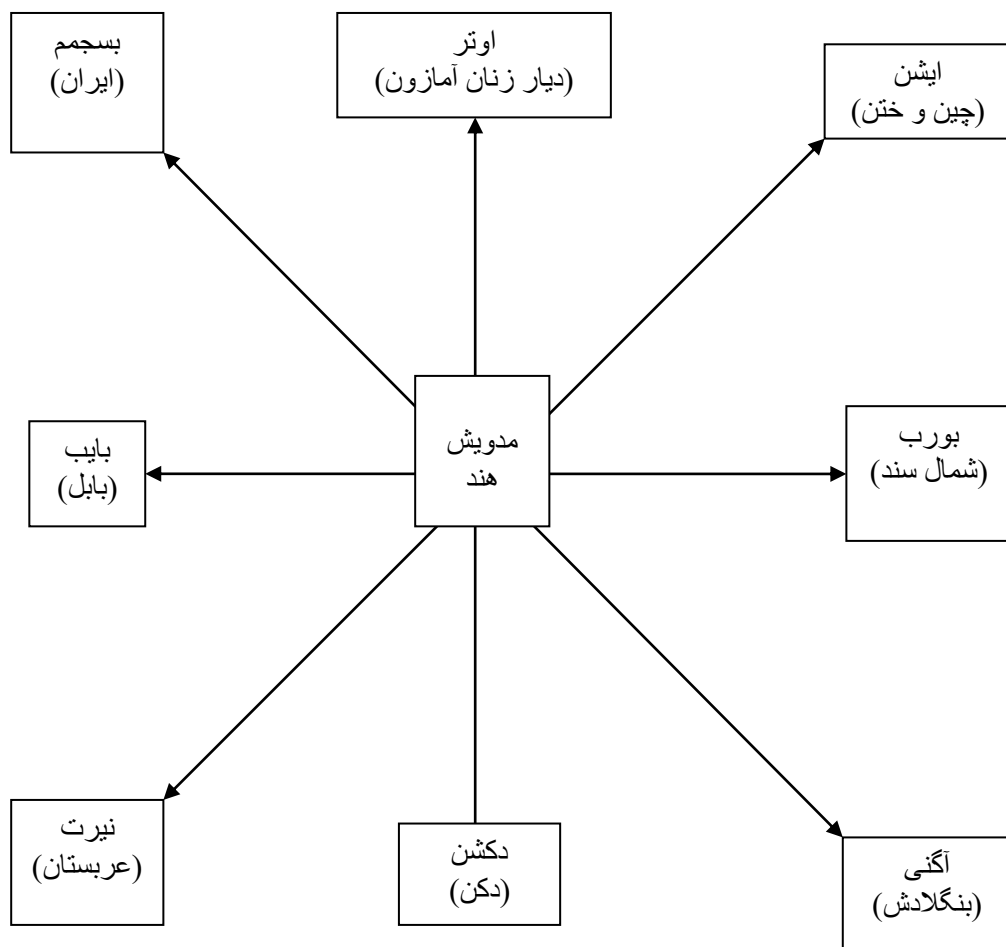 ایشن
(چین و ختن)
اوتر
(دیار زنان آمازون)
بسجمم
(ایران)
بورب
(شمال سند)
مدویش
هند
بایب
(بابل)
آگنی
(بنگلادش)
دکشن
(دکن)
نیرت
(عربستان)